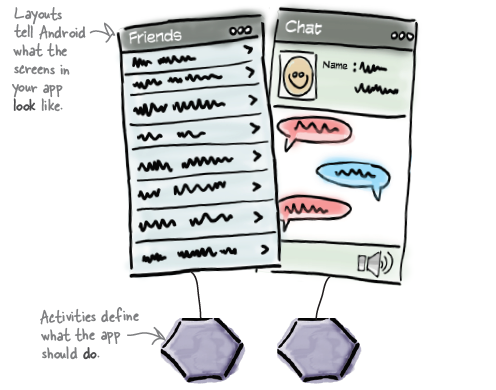 Layouts
tell Android
what the
screens in
your app
look like.
Friends
Chat
Name :
Activities define
what the app
should do.